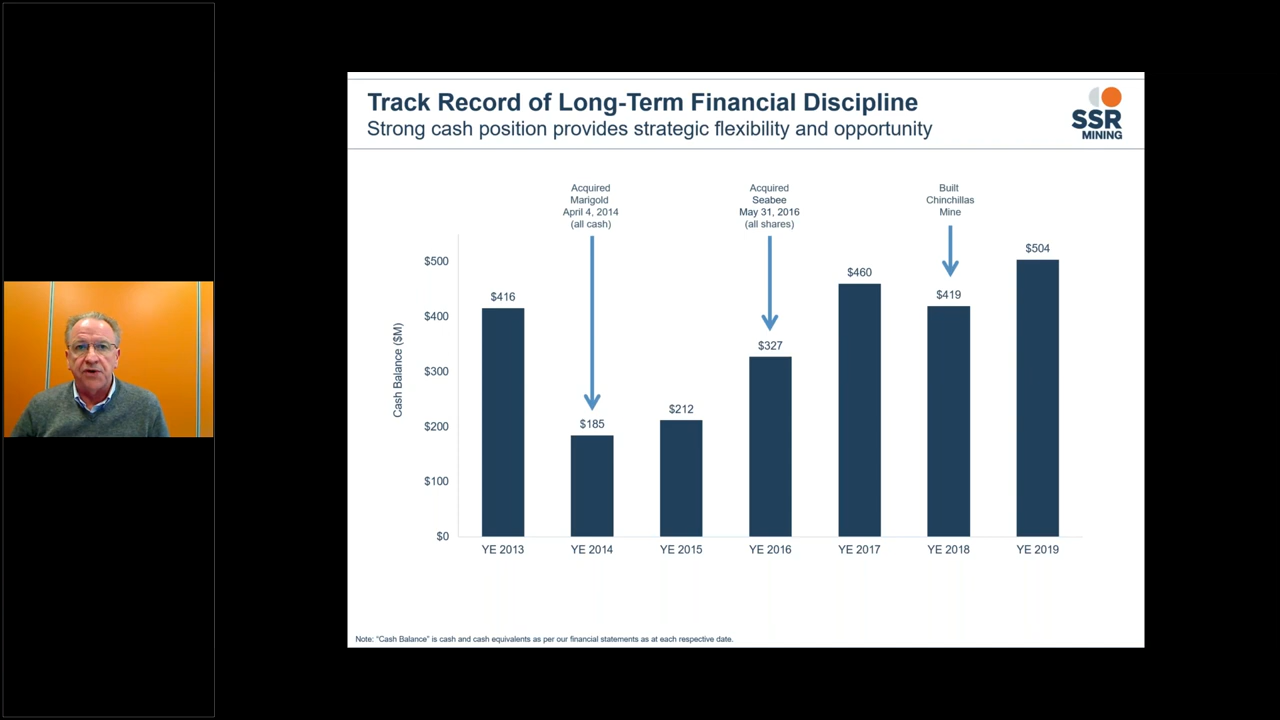 Track Record of Long-Term Financial Discipline
Strong cash position provides strategic flexibility and opportunity
SSR
MINING
Acquired
Marigold
April 4, 2014
(all cash)
Acquired
Seabee
May 31, 2016
(all shares)
Built
Chinchillas
Mine
Cash Balance ($M)
$500
$400
$300
$200
$100
$0
$416
$185
$212
$327
$460
$419
$504
YE 2013
YE 2014
YE 2015
YE 2016
YE 2017
YE 2018
YE 2019
Note: "Cash Balance" is cash and cash equivalents as per our financial statements as at each respective date.